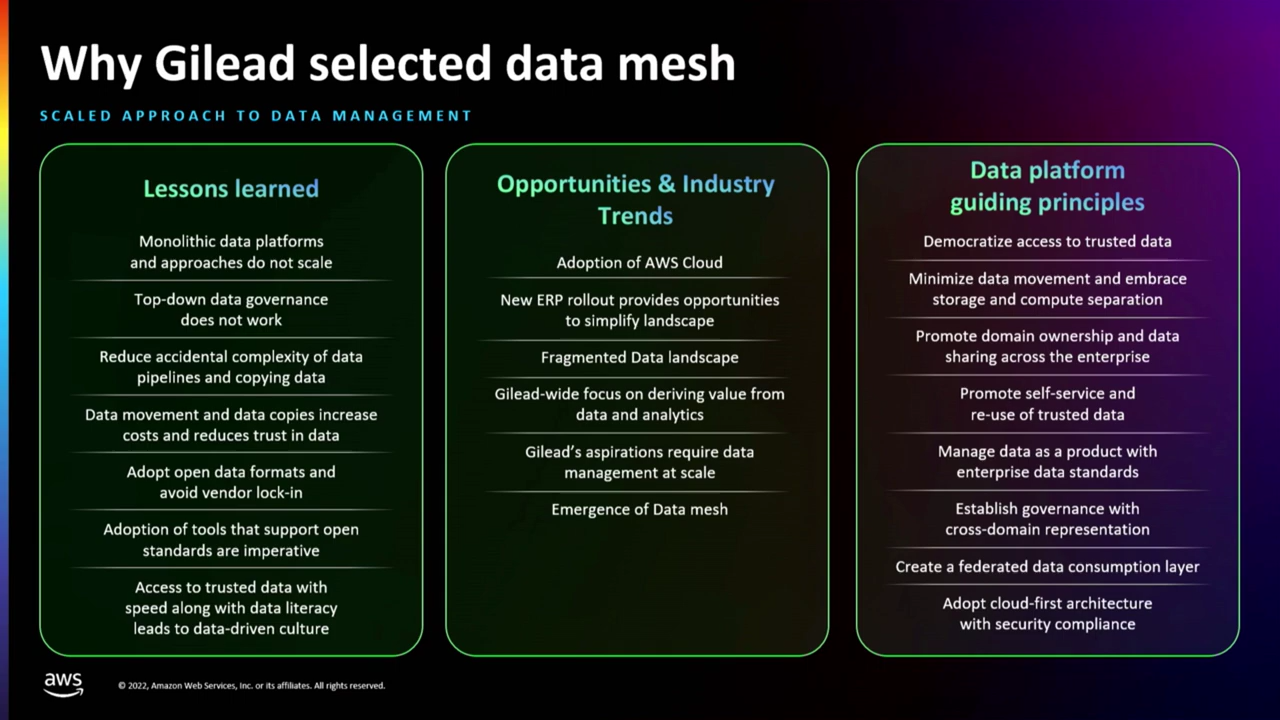 Why Gilead selected data mesh
SCALED APPROACH TO DATA MANAGEMENT
Lessons learned
Monolithic data platforms
and approaches do not scale
Top-down data governance
does not work
Reduce accidental complexity of data
pipelines and copying data
Data movement and data copies increase
costs and reduces trust in data
Adopt open data formats and
avoid vendor lock-in
Adoption of tools that support open
standards are imperative
Access to trusted data with
speed along with data literacy
leads to data-driven culture
Opportunities & Industry
Trends
Adoption of AWS Cloud
New ERP rollout provides opportunities
to simplify landscape
Fragmented Data landscape
Gilead-wide focus on deriving value from
data and analytics
Gilead’s aspirations require data
management at scale
Emergence of Data mesh
Data platform
guiding principles
Democratize access to trusted data
Minimize data movement and embrace
storage and compute separation
Promote domain ownership and data
sharing across the enterprise
Promote self-service and
re-use of trusted data
Manage data as a product with
enterprise data standards
Establish governance with
cross-domain representation
Create a federated data consumption layer
Adopt cloud-first architecture
with security compliance
aws
© 2022, Amazon Web Services, Inc. or its affiliates. All rights reserved.